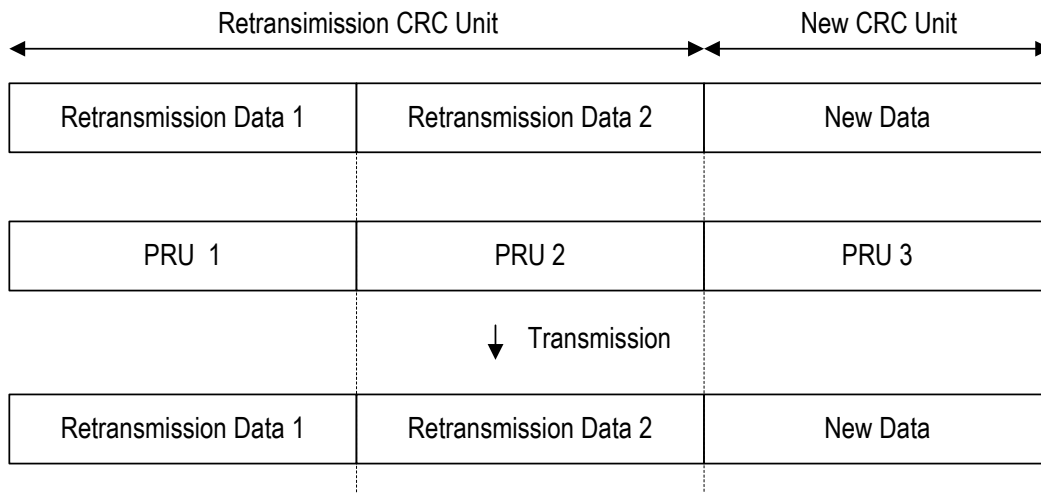 Retransimission CRC Unit New CRC Unit
Retransmission Data 1 Retransmission Data 2 New Data
PRU 1 PRU 2 PRU 3
Transmission
Retransmission Data 1 Retransmission Data 2 New Data